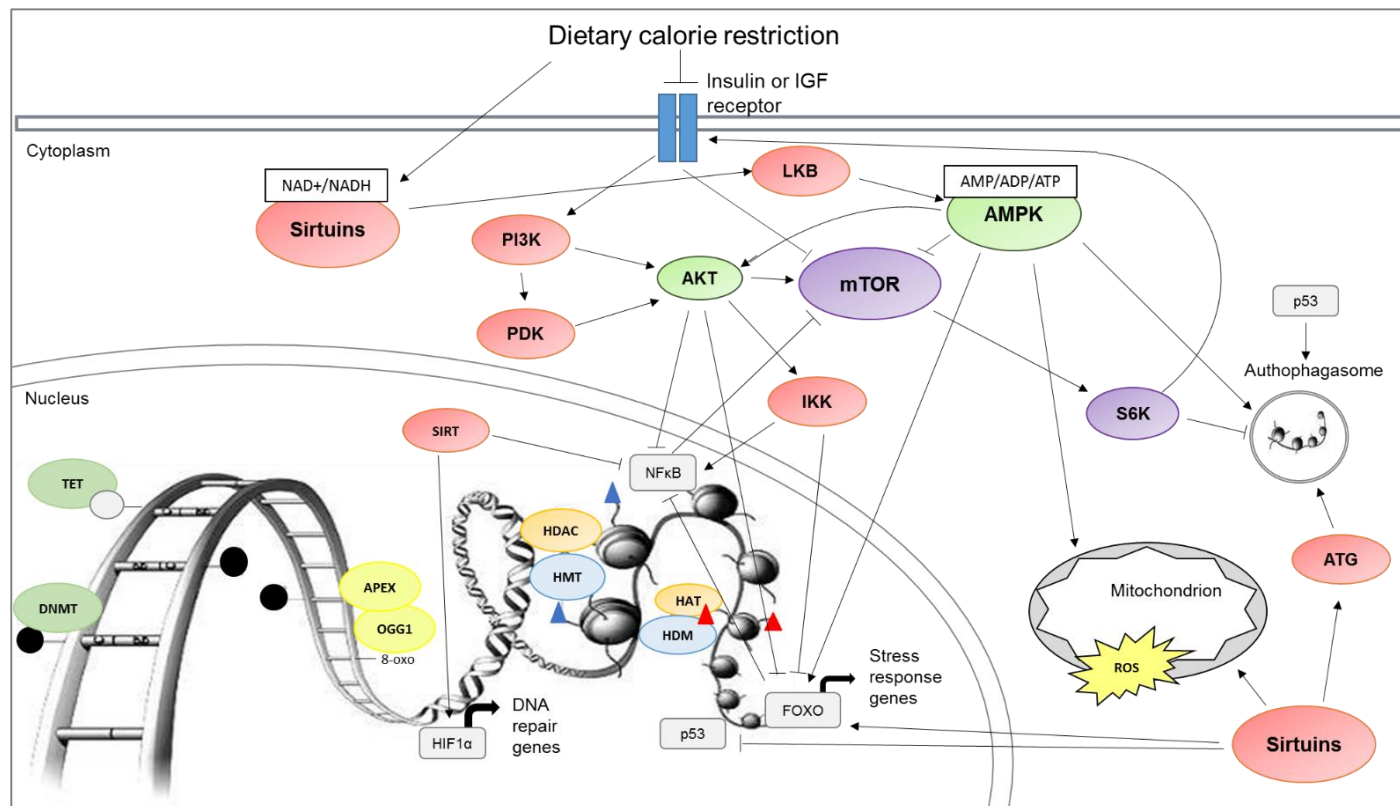 Dietary calorie restriction
Insulin or IGF
receptor
Cytoplasm
NAD+/NADH
Sirtuins
LKB
AMP/ADP/ATP
AMPK
PI3K
AKT
mTOR
PDK
p53
Authophagasome
Nucleus
IKK
S6K
SIRT
NFκB
TET
HDAC
HMT
ATG
APEX
HAT
Mitochondrion
DNMT
OGG1
HDM
8-oxo
ROS
Stress
response
genes
DNA
repair
genes
FOXO
HIF1α
p53
Sirtuins